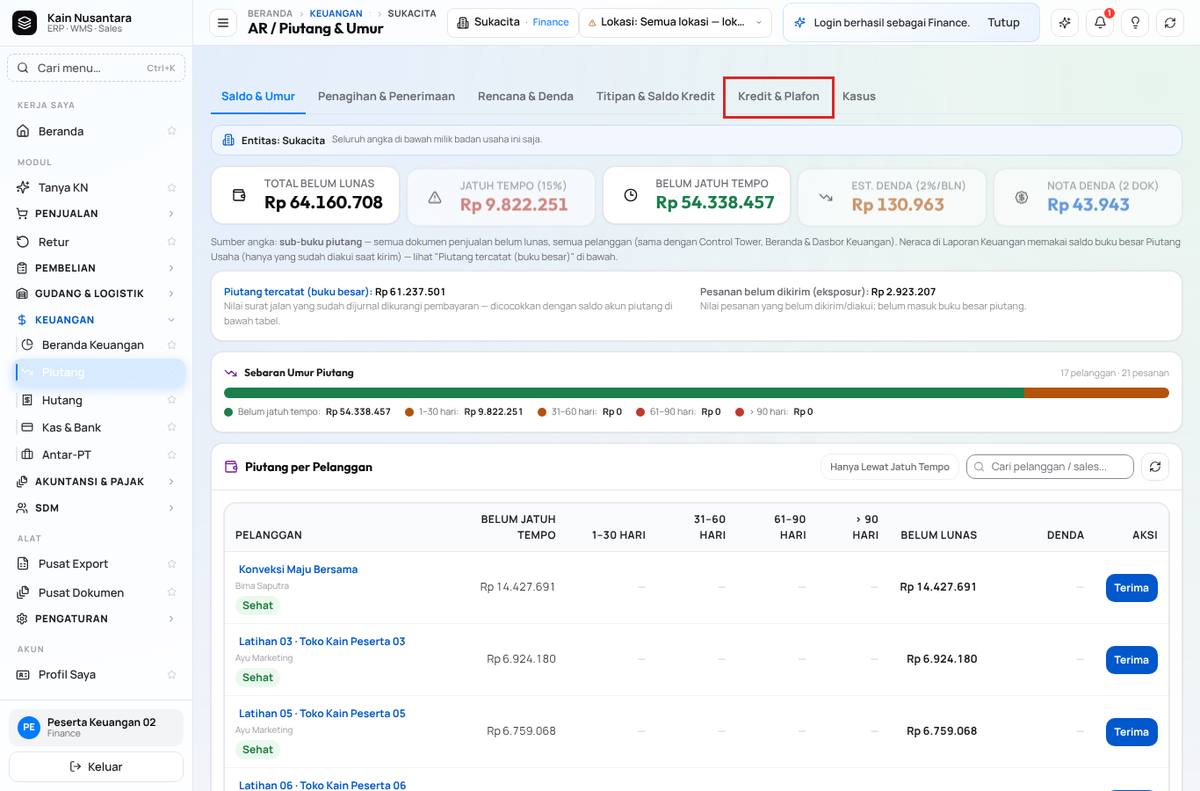 Kain Nusantara
ERP · WMS · Sales
Cari menu... Ctrl+K
KERJA SAYA
Beranda
MODUL
Tanya KN
PENJUALAN
Retur
PEMBELIAN
GUDANG & LOGISTIK
KEUANGAN
Beranda Keuangan
Piutang
Hutang
Kas & Bank
Antar-PT
AKUNTANSI & PAJAK
SDM
ALAT
Pusat Export
Pusat Dokumen
PENGATURAN
AKUN
Profil Saya
PE
Peserta Keuangan 02
Finance
Keluar
BERANDA › KEUANGAN › SUKACITA
AR / Piutang & Umur
Sukacita · Finance
Lokasi: Semua lokasi — lok...
Login berhasil sebagai Finance. Tutup
1
Saldo & Umur Penagihan & Penerimaan Rencana & Denda Titipan & Saldo Kredit Kredit & Plafon Kasus
Entitas: Sukacita Seluruh angka di bawah milik badan usaha ini saja.
TOTAL BELUM LUNAS
Rp 64.160.708
JATUH TEMPO (15%)
Rp 9.822.251
BELUM JATUH TEMPO
Rp 54.338.457
EST. DENDA (2%/BLN)
Rp 130.963
NOTA DENDA (2 DOK)
Rp 43.943
Sumber angka: sub-buku piutang — semua dokumen penjualan belum lunas, semua pelanggan (sama dengan Control Tower, Beranda & Dasbor Keuangan). Neraca di Laporan Keuangan memakai saldo buku besar Piutang
Usaha (hanya yang sudah diakui saat kirim) — lihat "Piutang tercatat (buku besar)" di bawah.
Piutang tercatat (buku besar): Rp 61.237.501
Nilai surat jalan yang sudah dijurnal dikurangi pembayaran — dicocokkan dengan saldo akun piutang di
bawah tabel.
Pesanan belum dikirim (eksposur): Rp 2.923.207
Nilai pesanan yang belum dikirim/diakui; belum masuk buku besar piutang.
Sebaran Umur Piutang 17 pelanggan · 21 pesanan
Belum jatuh tempo: Rp 54.338.457 1–30 hari: Rp 9.822.251 31–60 hari: Rp 0 61–90 hari: Rp 0 > 90 hari: Rp 0
Piutang per Pelanggan Hanya Lewat Jatuh Tempo Cari pelanggan / sales...
PELANGGAN BELUM JATUH TEMPO 1–30 HARI 31–60 HARI 61–90 HARI > 90 HARI BELUM LUNAS DENDA AKSI
Konveksi Maju Bersama
Bima Saputra
Sehat
Rp 14.427.691 — — — — Rp 14.427.691 — Terima
Latihan 03 · Toko Kain Peserta 03
Ayu Marketing
Sehat
Rp 6.924.180 — — — — Rp 6.924.180 — Terima
Latihan 05 · Toko Kain Peserta 05
Ayu Marketing
Sehat
Rp 6.759.068 — — — — Rp 6.759.068 — Terima
Latihan 06 · Toko Kain Peserta 06